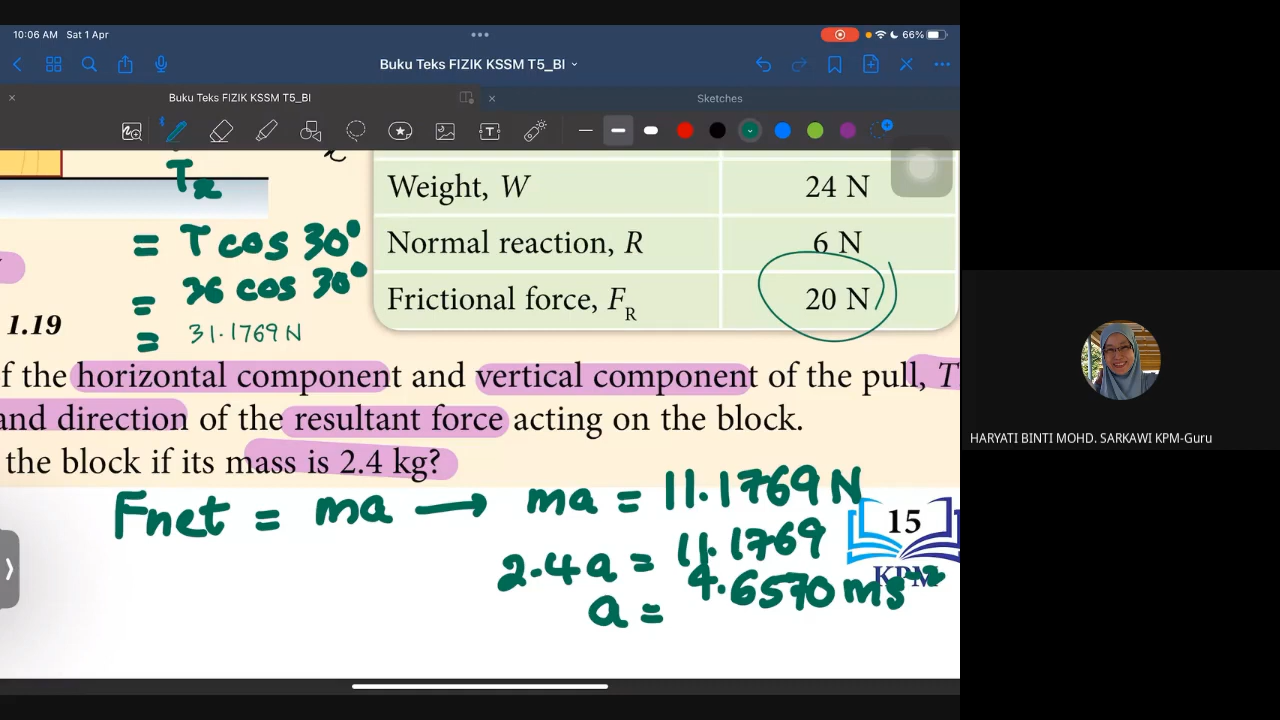 10:06 AM Sat 1 Apr
66%
Buku Teks FIZIK KSSM T5_BI
Buku Teks FIZIK KSSM T5_BI
Sketches
Tx
= T cos 30°
= 36 cos 30°
= 31.1769 N
Weight, W 24 N
Normal reaction, R 6 N
Frictional force, FR 20 N
1.19
f the horizontal component and vertical component of the pull, T
and direction of the resultant force acting on the block.
the block if its mass is 2.4 kg?
Fnet = ma → ma = 11.1769 N
2.4a = 11.1769
a = 4.6570 ms⁻²
15
KPM
HARYATI BINTI MOHD. SARKAWI KPM-Guru